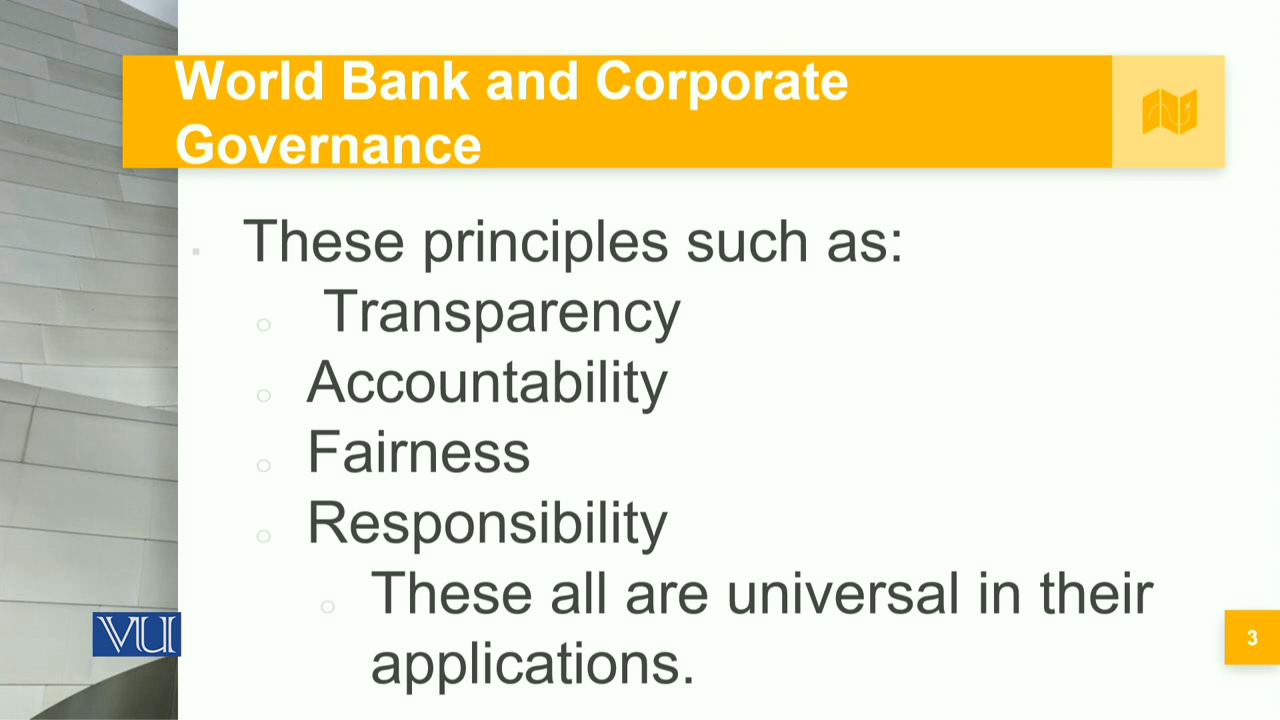 World Bank and Corporate
Governance
These principles such as:
Transparency
Accountability
Fairness
Responsibility
These all are universal in their
applications.
VU
3